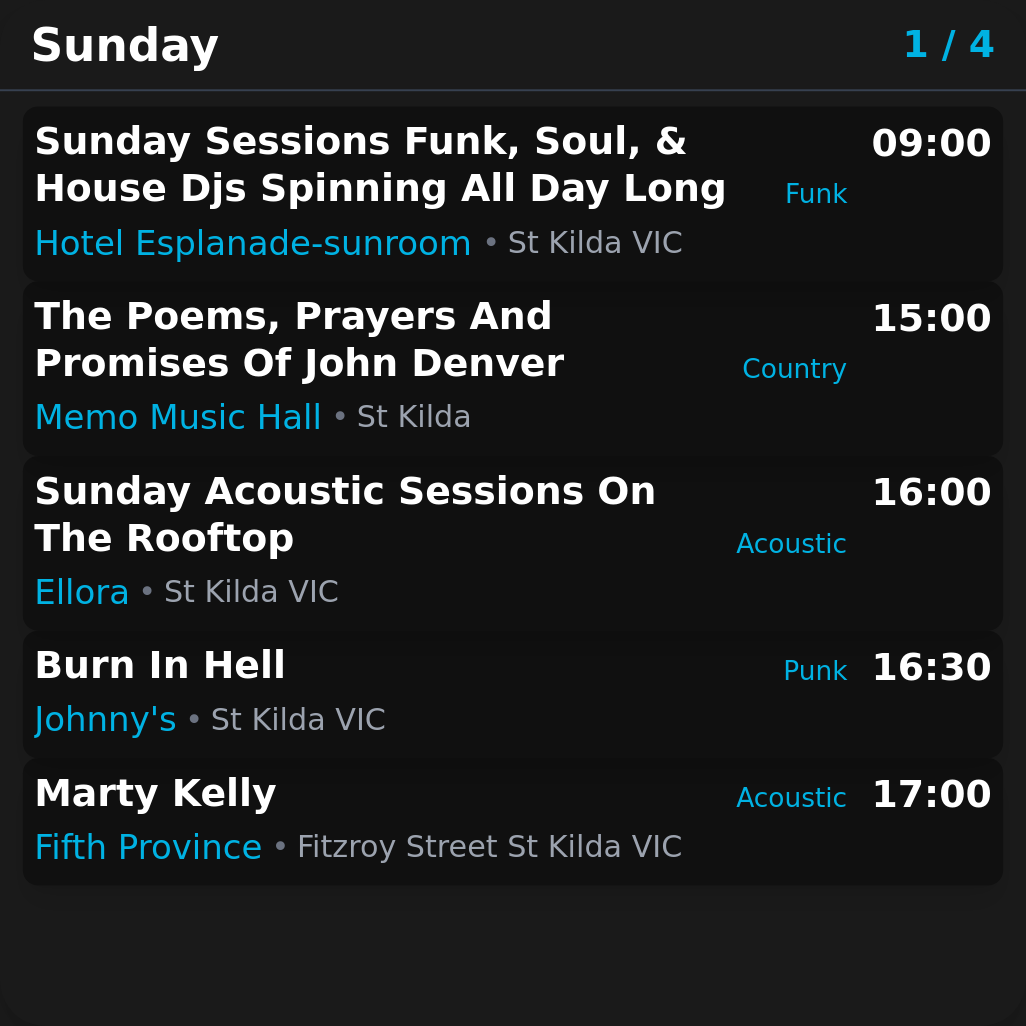 Sunday
1 / 4
Sunday Sessions Funk, Soul, &
House Djs Spinning All Day Long
Funk
09:00
Hotel Esplanade-sunroom • St Kilda VIC
The Poems, Prayers And
Promises Of John Denver
Country
15:00
Memo Music Hall • St Kilda
Sunday Acoustic Sessions On
The Rooftop
Acoustic
16:00
Ellora • St Kilda VIC
Burn In Hell
Punk
16:30
Johnny's • St Kilda VIC
Marty Kelly
Acoustic
17:00
Fifth Province • Fitzroy Street St Kilda VIC